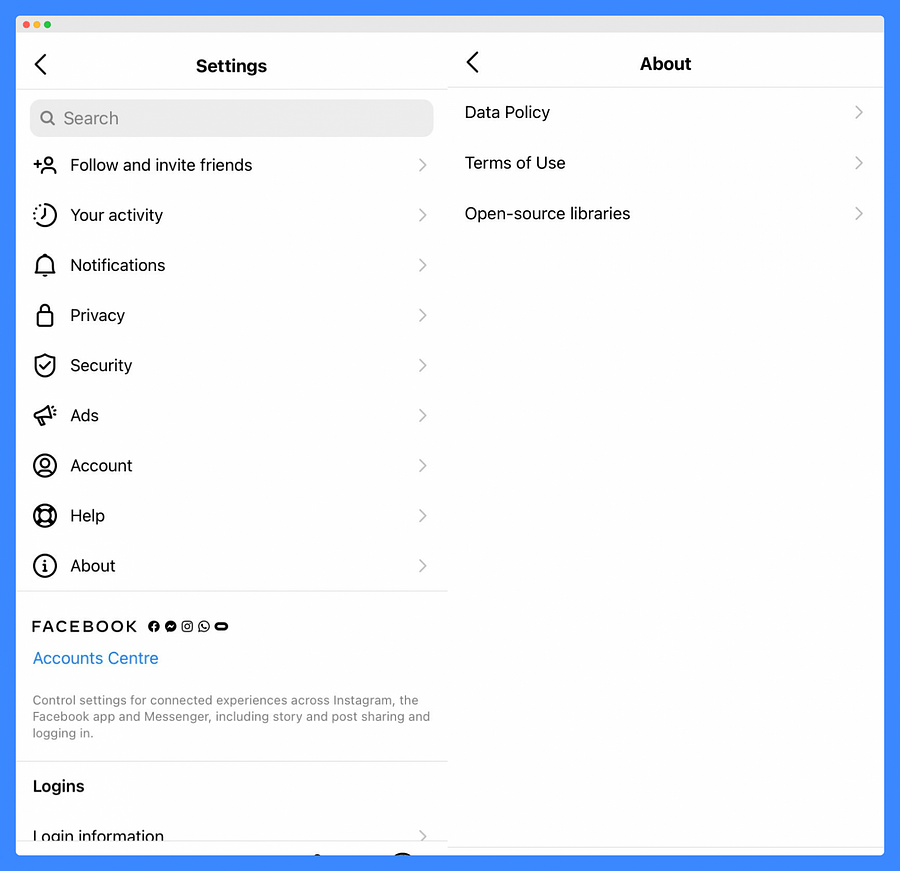 Settings
Search
Follow and invite friends
Your activity
Notifications
Privacy
Security
Ads
Account
Help
About
FACEBOOK
Accounts Centre
Control settings for connected experiences across Instagram, the
Facebook app and Messenger, including story and post sharing and
logging in.
Logins
Login information
About
Data Policy
Terms of Use
Open-source libraries